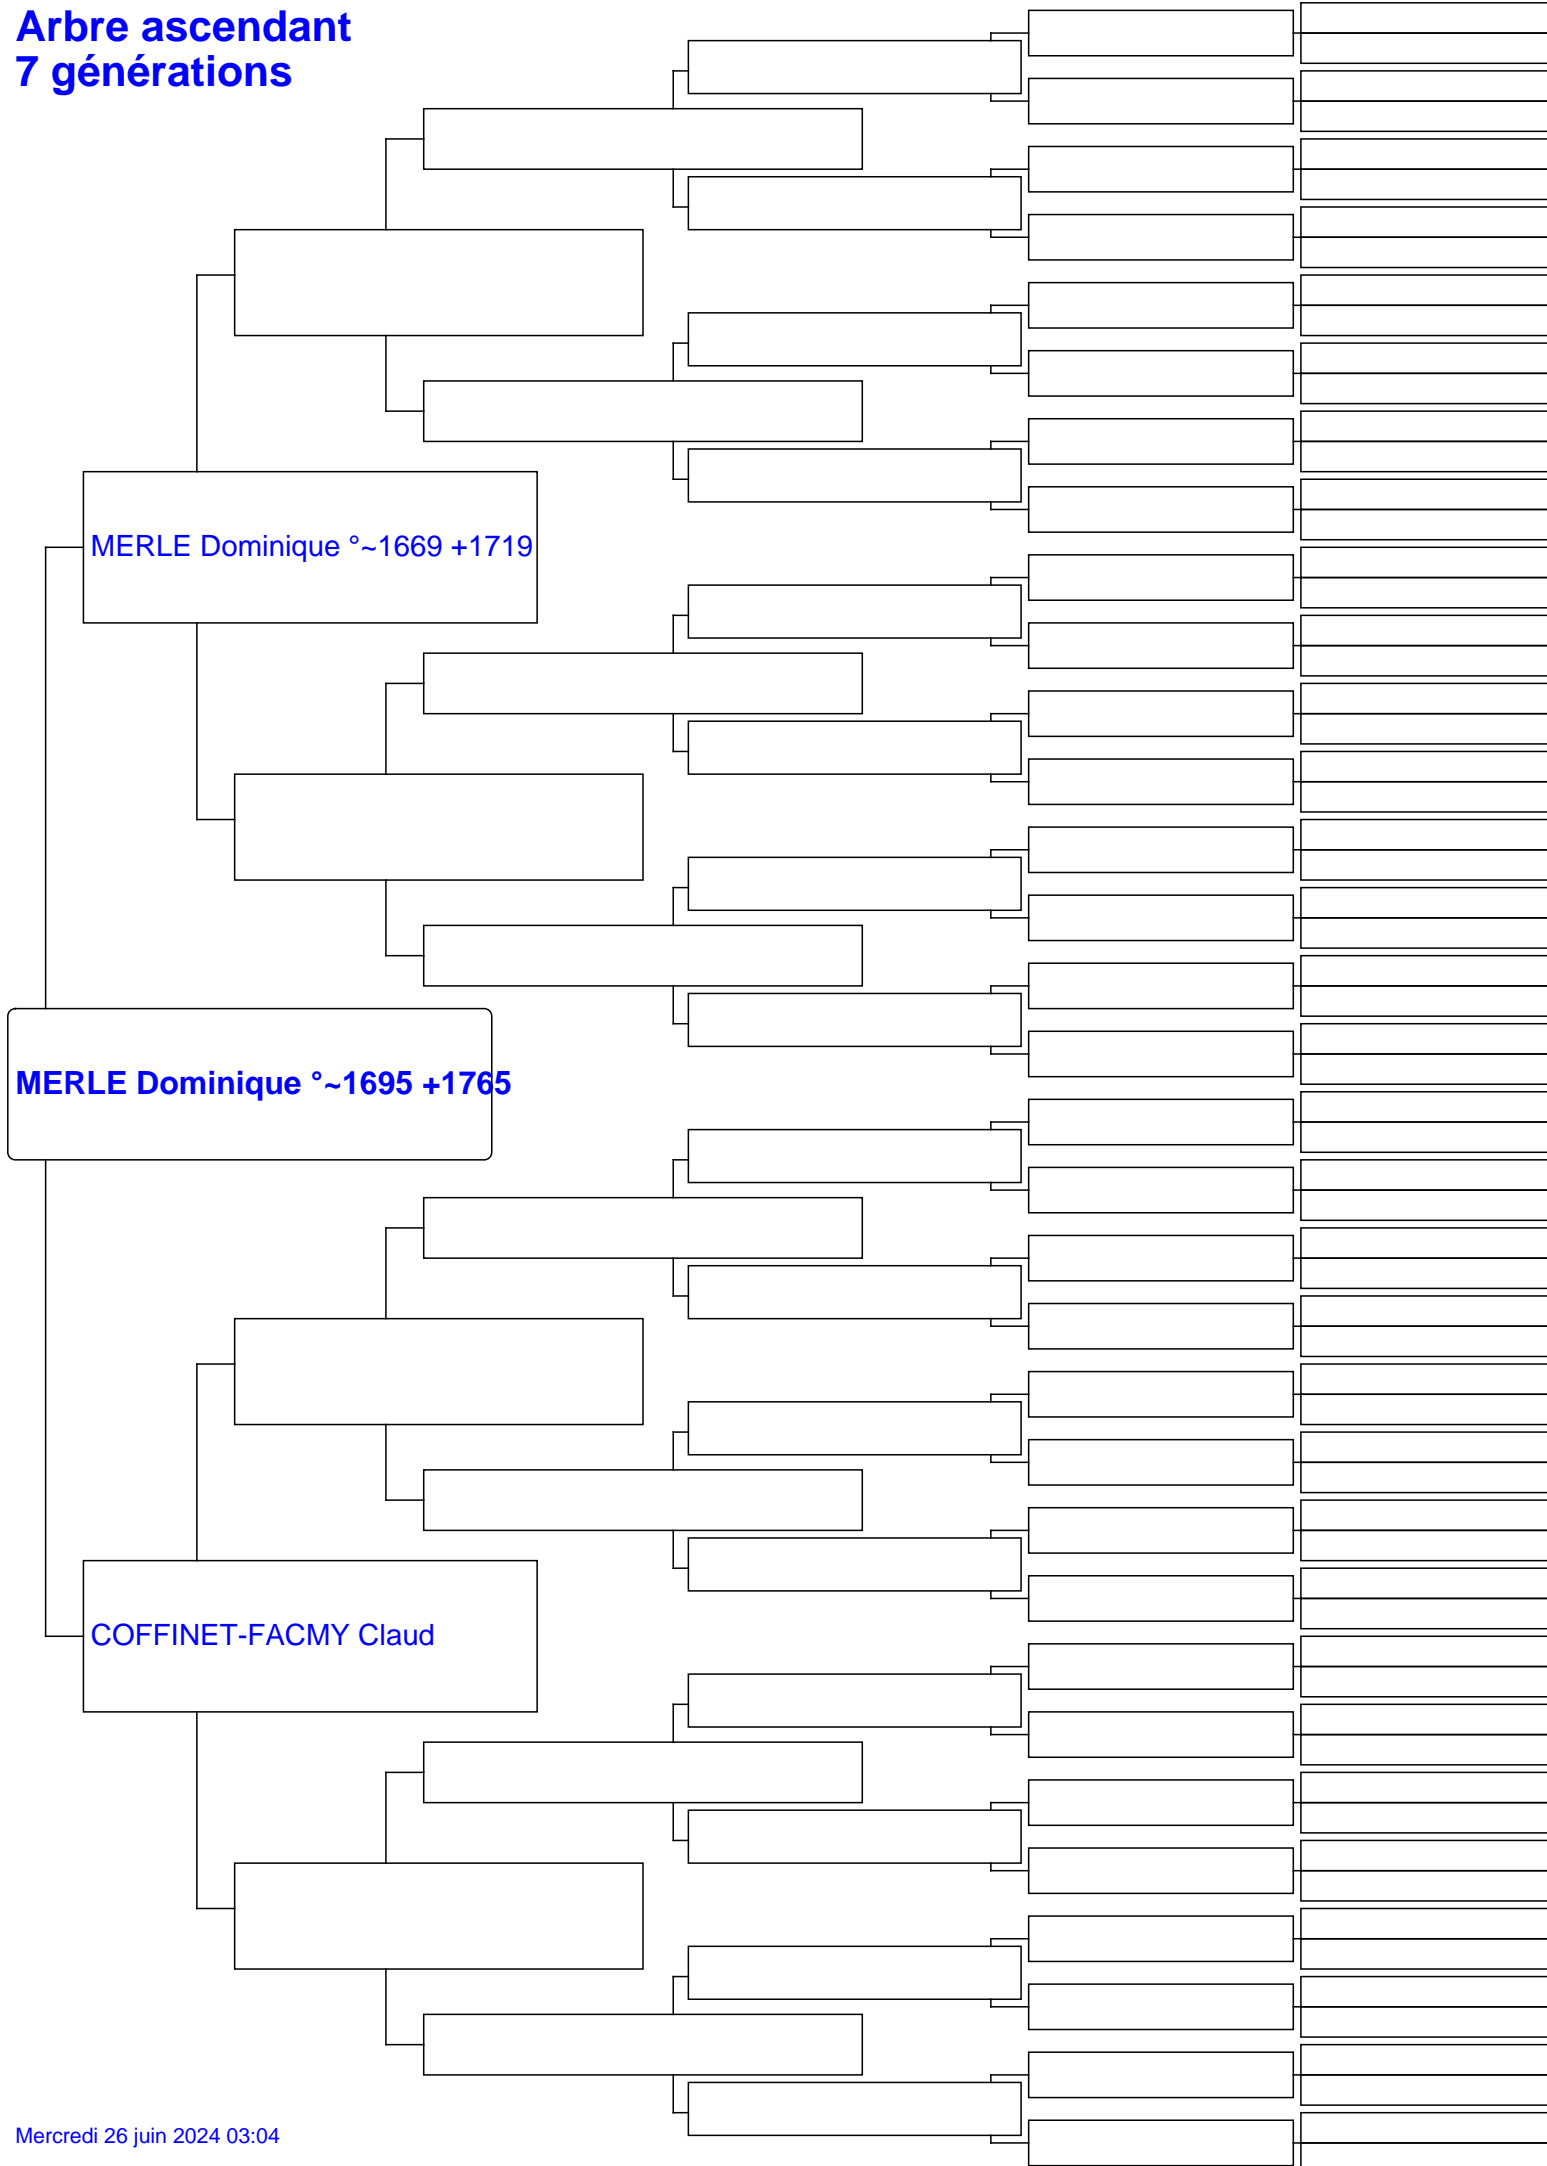 Arbre ascendant
7 générations
MERLE Dominique °~1669 +1719
MERLE Dominique °~1695 +1765
COFFINET-FACMY Claud
Mercredi 26 juin 2024 03:04